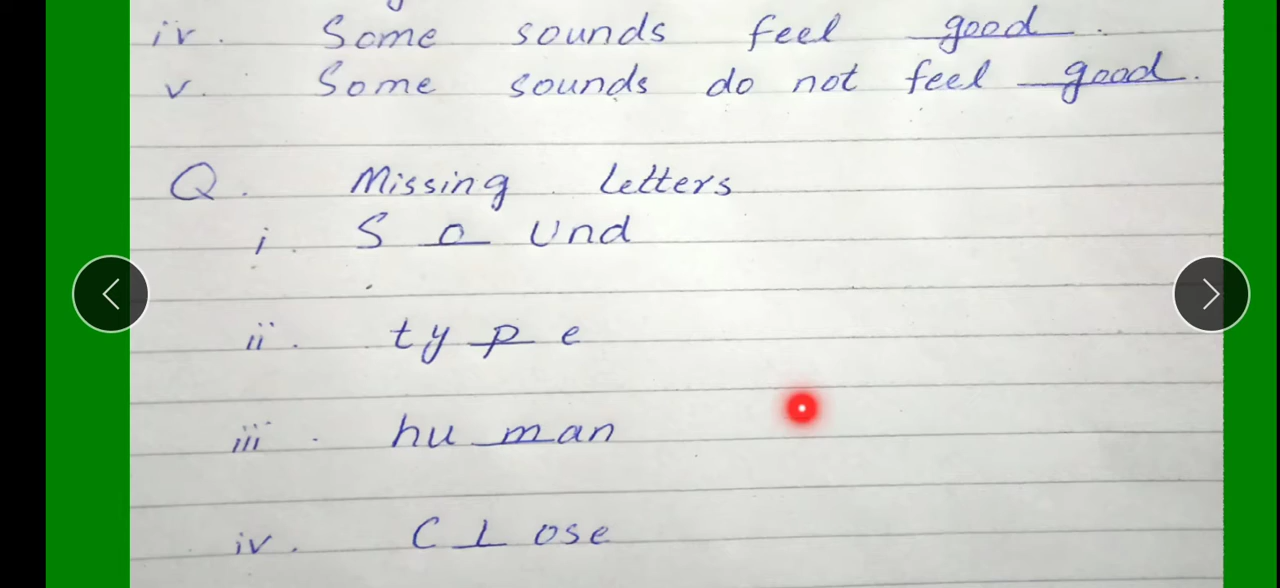 iv. Some sounds feel good.
v. Some sounds do not feel good.
Q. Missing letters
i. S o und
ii. ty p e
iii. hu m an
iv. C l ose